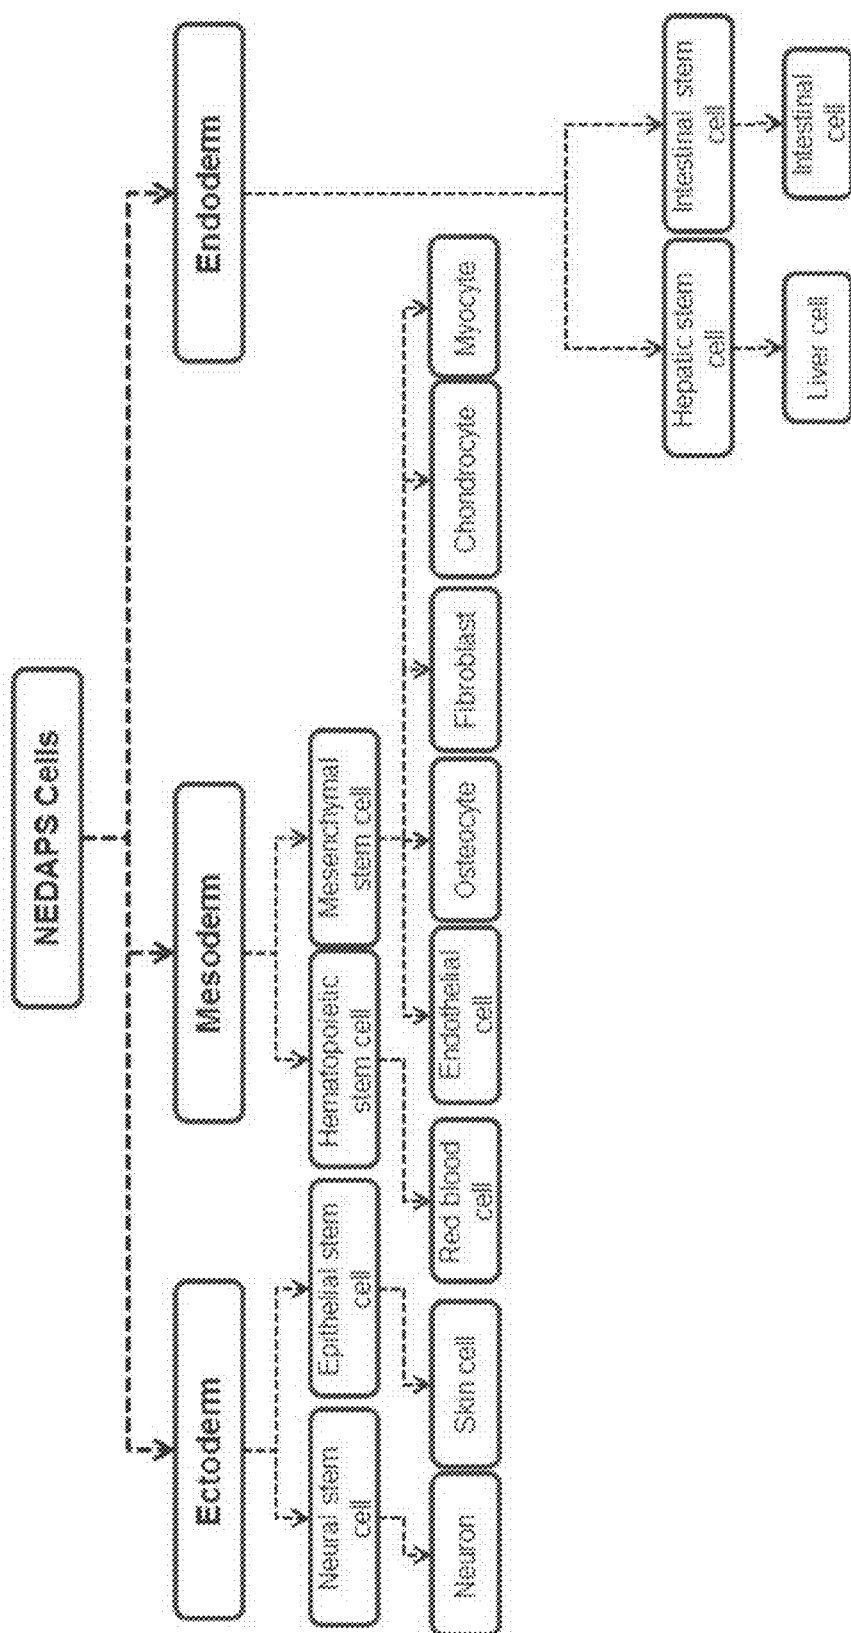 NEDAPS Cells
Ectoderm
Mesoderm
Endoderm
Neural stem
cell
Epithelial stem
cell
Hematopoietic
stem cell
Mesenchymal
stem cell
Neuron
Skin cell
Red blood
cell
Endothelial
cell
Osteocyte
Fibroblast
Chondrocyte
Myocyte
Hepatic stem
cell
Intestinal stem
cell
Liver cell
Intestinal
cell